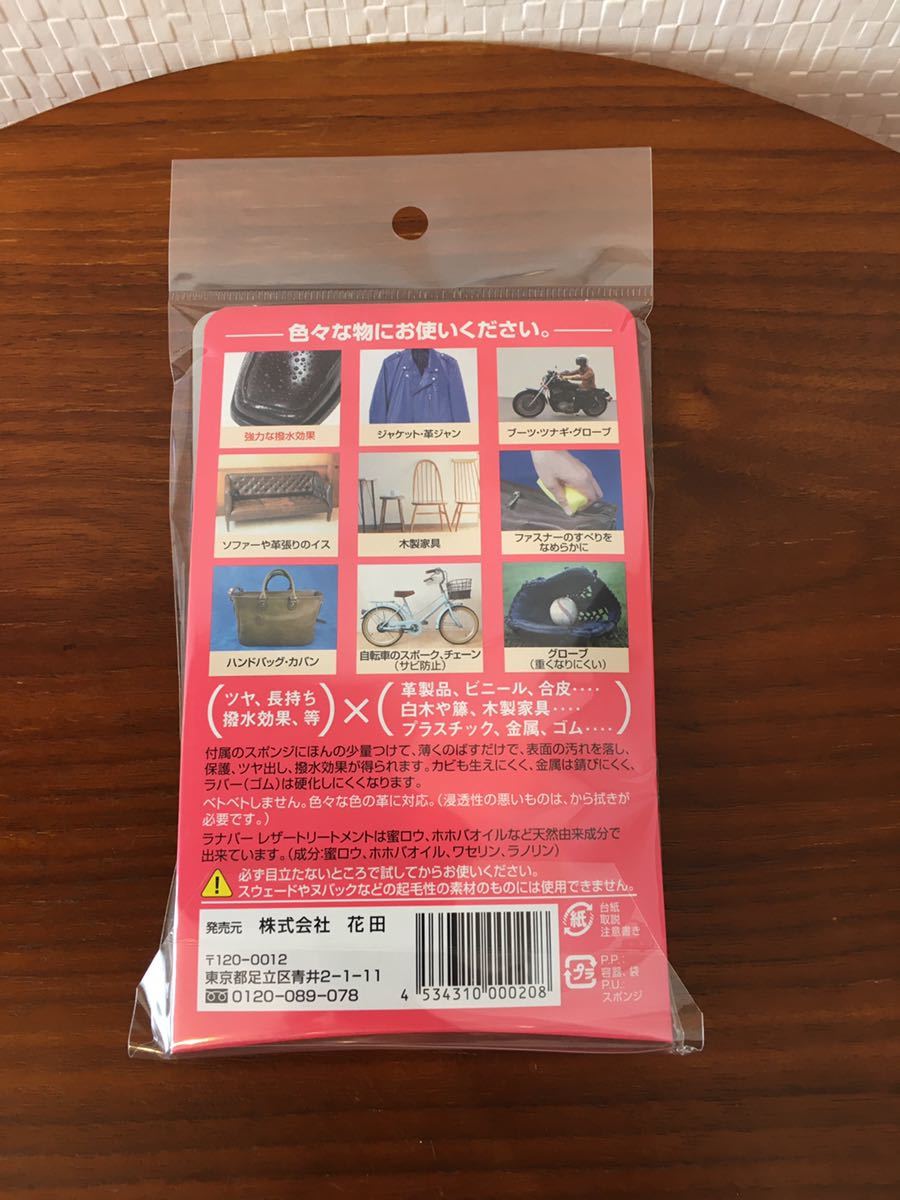 色々な物にお使いください。
強力な撥水効果
ジャケット・革ジャン
ブーツ・ツナギ・グローブ
ソファーや革張りのイス
木製家具
ファスナーのすべりを
なめらかに
ハンドバッグ・カバン
自転車のスポーク、チェーン
(サビ防止)
グローブ
(重くなりにくい)
(ツヤ、長持ち
撥水効果、等)
×
(革製品、ビニール、合皮‥‥
白木や籐、木製家具‥‥
プラスチック、金属、ゴム‥‥)
付属のスポンジにほんの少量つけて、薄くのばすだけで、表面の汚れを落し、
保護、ツヤ出し、撥水効果が得られます。カビも生えにくく、金属は錆びにくく、
ラバー(ゴム)は硬化しにくくなります。
ベトベトしません。色々な色の革に対応。(浸透性の悪いものは、から拭きが
必要です。)
ラナパー レザートリートメントは蜜ロウ、ホホバオイルなど天然由来成分で
出来ています。(成分:蜜ロウ、ホホバオイル、ワセリン、ラノリン)
必ず目立たないところで試してからお使いください。
スウェードやヌバックなどの起毛性の素材のものには使用できません。
発売元 株式会社 花田
〒120-0012
東京都足立区青井2-1-11
0120-089-078
4 534310 000208
紙
台紙
取説
注意書き
プラ
P.P.:
容器、袋
P.U.:
スポンジ